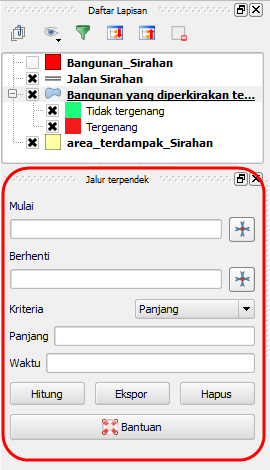 Daftar Lapisan
Bangunan_Sirahan
Jalan Sirahan
Bangunan yang diperkirakan te...
Tidak tergenang
Tergenang
area_terdampak_Sirahan
Jalur terpendek
Mulai
Berhenti
Kriteria
Panjang
Panjang
Waktu
Hitung
Ekspor
Hapus
Bantuan